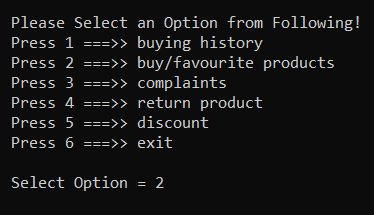 Please Select an Option from Following!
Press 1 ===>> buying history
Press 2 ===>> buy/favourite products
Press 3 ===>> complaints
Press 4 ===>> return product
Press 5 ===>> discount
Press 6 ===>> exit
Select Option = 2